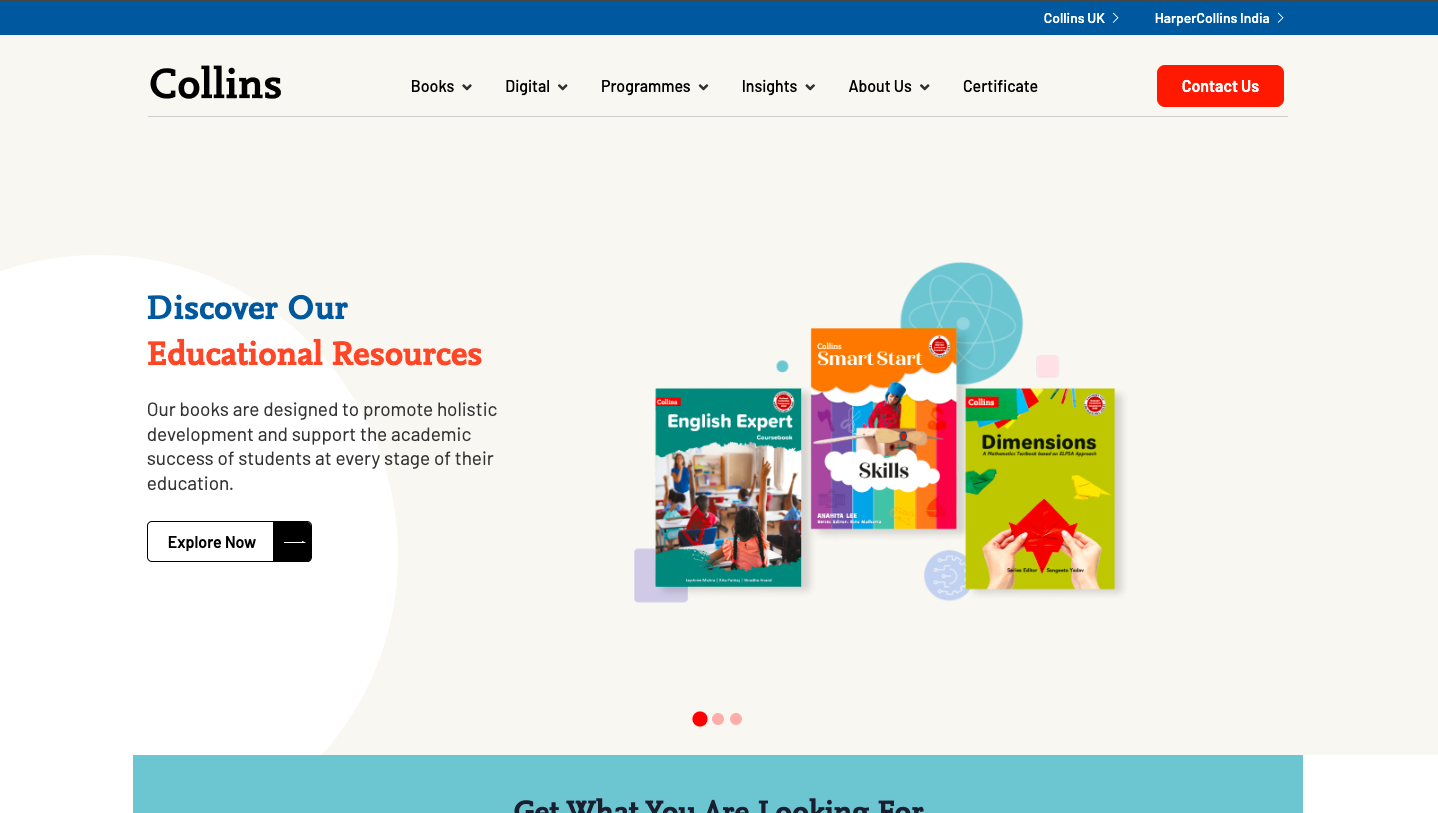 Collins UK
HarperCollins India
Collins
Books
Digital
Programmes
Insights
About Us
Certificate
Contact Us
Discover Our
Educational Resources
Our books are designed to promote holistic
development and support the academic
success of students at every stage of their
education.
Explore Now
Collins
English Expert
Coursebook
Collins
Smart Start
Skills
ANAHITA LEE
Series Editor:
Collins
Dimensions
A Mathematics Textbook based on ELPSA Approach
Series Editor Sangeeta Yadav
Get What You Are Looking For